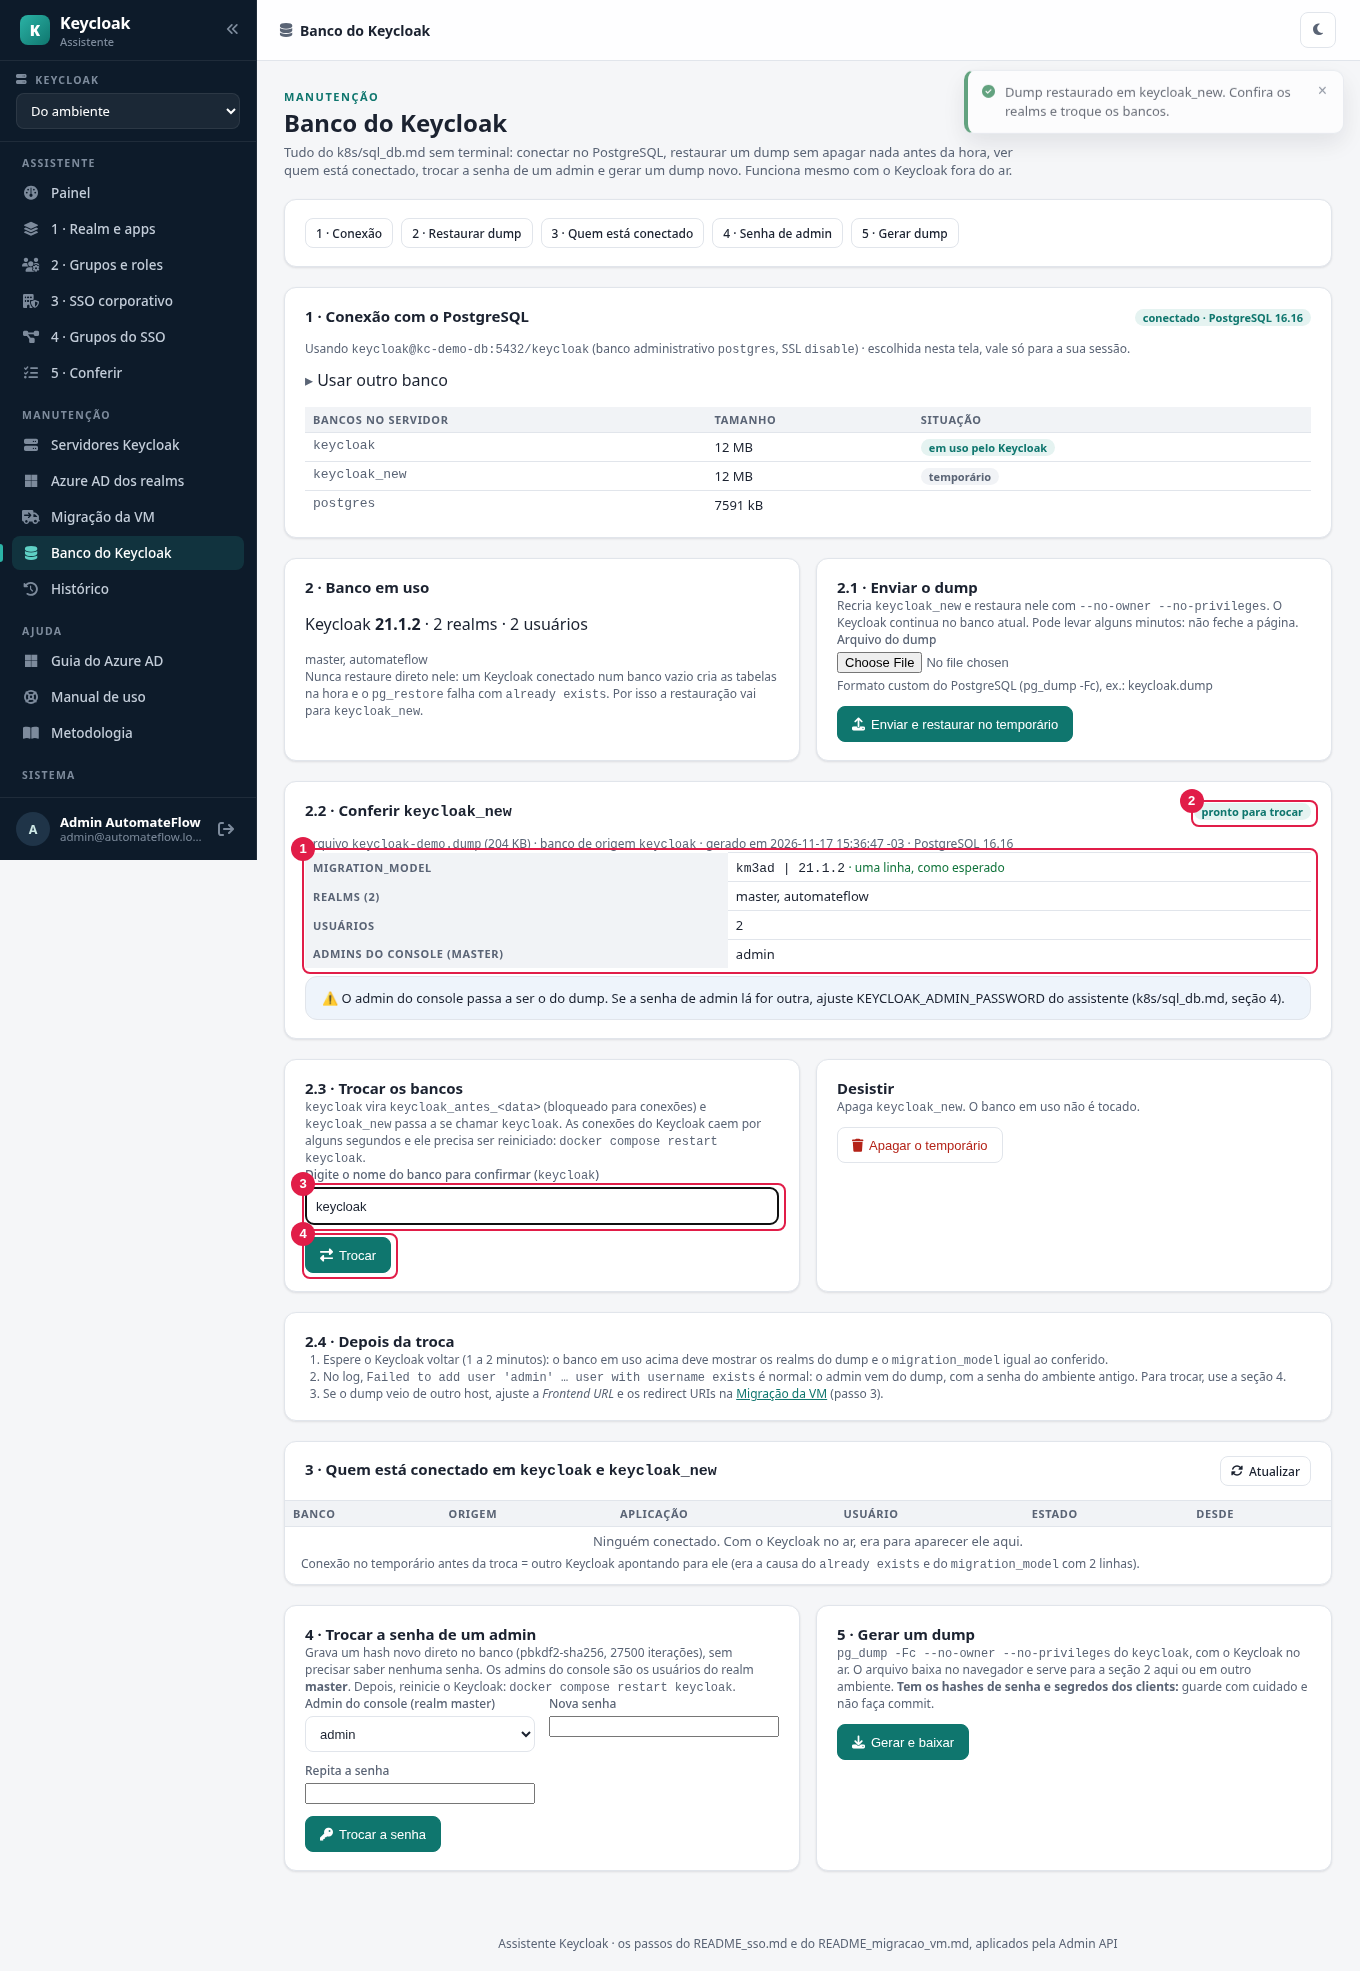 K
Keycloak
Assistente
KEYCLOAK
Do ambiente
ASSISTENTE
Painel
1 · Realm e apps
2 · Grupos e roles
3 · SSO corporativo
4 · Grupos do SSO
5 · Conferir
MANUTENÇÃO
Servidores Keycloak
Azure AD dos realms
Migração da VM
Banco do Keycloak
Histórico
AJUDA
Guia do Azure AD
Manual de uso
Metodologia
SISTEMA
A
Admin AutomateFlow
admin@automateflow.lo...
Banco do Keycloak
Dump restaurado em keycloak_new. Confira os
realms e troque os bancos.
×
MANUTENÇÃO
Banco do Keycloak
Tudo do k8s/sql_db.md sem terminal: conectar no PostgreSQL, restaurar um dump sem apagar nada antes da hora, ver
quem está conectado, trocar a senha de um admin e gerar um dump novo. Funciona mesmo com o Keycloak fora do ar.
1 · Conexão
2 · Restaurar dump
3 · Quem está conectado
4 · Senha de admin
5 · Gerar dump
1 · Conexão com o PostgreSQL
conectado · PostgreSQL 16.16
Usando keycloak@kc-demo-db:5432/keycloak (banco administrativo postgres, SSL disable) · escolhida nesta tela, vale só para a sua sessão.
▸ Usar outro banco
BANCOS NO SERVIDOR TAMANHO SITUAÇÃO
keycloak 12 MB em uso pelo Keycloak
keycloak_new 12 MB temporário
postgres 7591 kB
2 · Banco em uso
Keycloak 21.1.2 · 2 realms · 2 usuários
master, automateflow
Nunca restaure direto nele: um Keycloak conectado num banco vazio cria as tabelas
na hora e o pg_restore falha com already exists. Por isso a restauração vai
para keycloak_new.
2.1 · Enviar o dump
Recria keycloak_new e restaura nele com --no-owner --no-privileges. O
Keycloak continua no banco atual. Pode levar alguns minutos: não feche a página.
Arquivo do dump
Choose File No file chosen
Formato custom do PostgreSQL (pg_dump -Fc), ex.: keycloak.dump
Enviar e restaurar no temporário
2.2 · Conferir keycloak_new
2
pronto para trocar
1
rquivo keycloak-demo.dump (204 KB) · banco de origem keycloak · gerado em 2026-11-17 15:36:47 -03 · PostgreSQL 16.16
MIGRATION_MODEL km3ad | 21.1.2 · uma linha, como esperado
REALMS (2) master, automateflow
USUÁRIOS 2
ADMINS DO CONSOLE (MASTER) admin
⚠️ O admin do console passa a ser o do dump. Se a senha de admin lá for outra, ajuste KEYCLOAK_ADMIN_PASSWORD do assistente (k8s/sql_db.md, seção 4).
2.3 · Trocar os bancos
keycloak vira keycloak_antes_<data> (bloqueado para conexões) e
keycloak_new passa a se chamar keycloak. As conexões do Keycloak caem por
alguns segundos e ele precisa ser reiniciado: docker compose restart
keycloak.
Digite o nome do banco para confirmar (keycloak)
3
keycloak
4
Trocar
Desistir
Apaga keycloak_new. O banco em uso não é tocado.
Apagar o temporário
2.4 · Depois da troca
1. Espere o Keycloak voltar (1 a 2 minutos): o banco em uso acima deve mostrar os realms do dump e o migration_model igual ao conferido.
2. No log, Failed to add user 'admin' … user with username exists é normal: o admin vem do dump, com a senha do ambiente antigo. Para trocar, use a seção 4.
3. Se o dump veio de outro host, ajuste a Frontend URL e os redirect URIs na Migração da VM (passo 3).
3 · Quem está conectado em keycloak e keycloak_new
Atualizar
BANCO ORIGEM APLICAÇÃO USUÁRIO ESTADO DESDE
Ninguém conectado. Com o Keycloak no ar, era para aparecer ele aqui.
Conexão no temporário antes da troca = outro Keycloak apontando para ele (era a causa do already exists e do migration_model com 2 linhas).
4 · Trocar a senha de um admin
Grava um hash novo direto no banco (pbkdf2-sha256, 27500 iterações), sem
precisar saber nenhuma senha. Os admins do console são os usuários do realm
master. Depois, reinicie o Keycloak: docker compose restart keycloak.
Admin do console (realm master) Nova senha
admin
Repita a senha
Trocar a senha
5 · Gerar um dump
pg_dump -Fc --no-owner --no-privileges do keycloak, com o Keycloak no
ar. O arquivo baixa no navegador e serve para a seção 2 aqui ou em outro
ambiente. Tem os hashes de senha e segredos dos clients: guarde com cuidado e
não faça commit.
Gerar e baixar
Assistente Keycloak · os passos do README_sso.md e do README_migracao_vm.md, aplicados pela Admin API